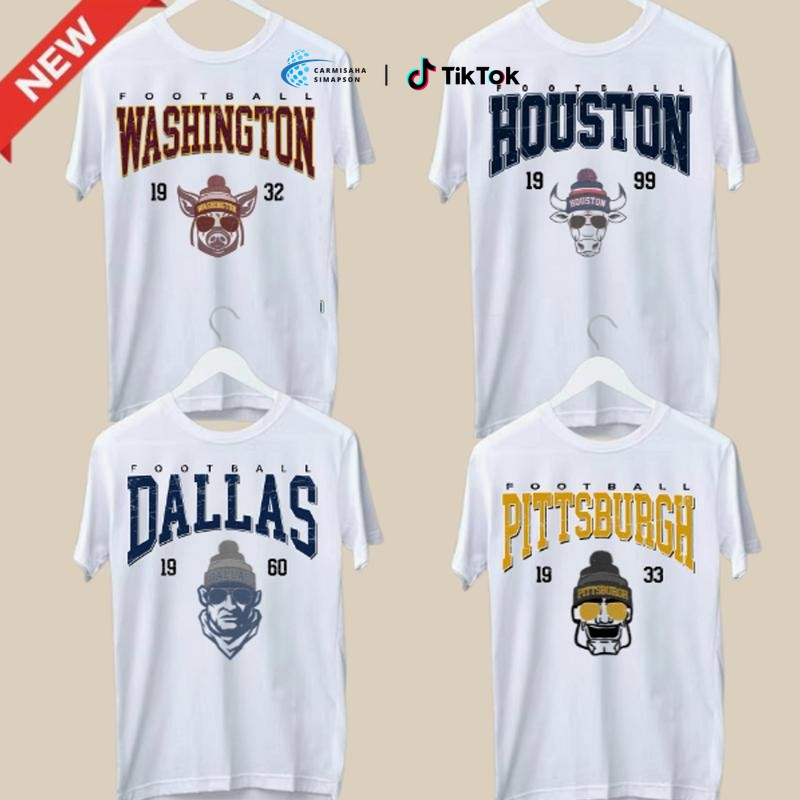 NEW
CARMISAHA
SIMAPSON
|
TikTok
FOOTBALL
WASHINGTON
19 32
WASHINGTON
FOOTBALL
HOUSTON
19 99
HOUSTON
FOOTBALL
DALLAS
19 60
DALLAS
FOOTBALL
PITTSBURGH
19 33
PITTSBURGH